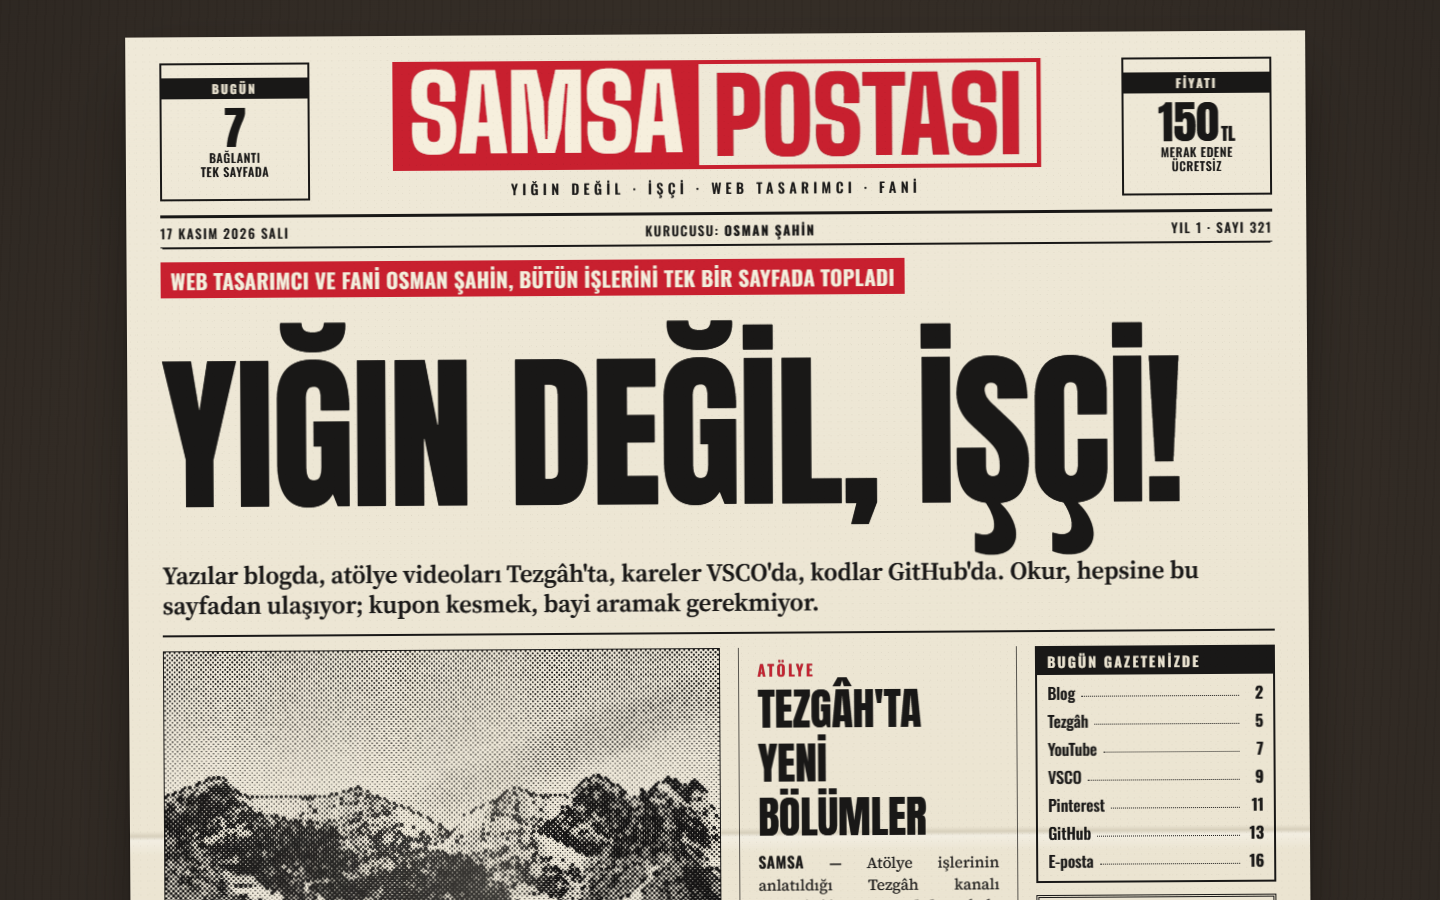 BUGÜN
7
BAĞLANTI
TEK SAYFADA
SAMSA POSTASI
YIĞIN DEĞİL · İŞÇİ · WEB TASARIMCI · FANİ
FİYATI
150 TL
MERAK EDENE
ÜCRETSİZ
17 KASIM 2026 SALI
KURUCUSU: OSMAN ŞAHİN
YIL 1 · SAYI 321
WEB TASARIMCI VE FANİ OSMAN ŞAHİN, BÜTÜN İŞLERİNİ TEK BİR SAYFADA TOPLADI
YIĞIN DEĞİL, İŞÇİ!
Yazılar blogda, atölye videoları Tezgâh'ta, kareler VSCO'da, kodlar GitHub'da. Okur, hepsine bu
sayfadan ulaşıyor; kupon kesmek, bayi aramak gerekmiyor.
ATÖLYE
TEZGÂH'TA
YENİ
BÖLÜMLER
SAMSA — Atölye işlerinin
anlatıldığı Tezgâh kanalı
BUGÜN GAZETENİZDE
Blog 2
Tezgâh 5
YouTube 7
VSCO 9
Pinterest 11
GitHub 13
E-posta 16